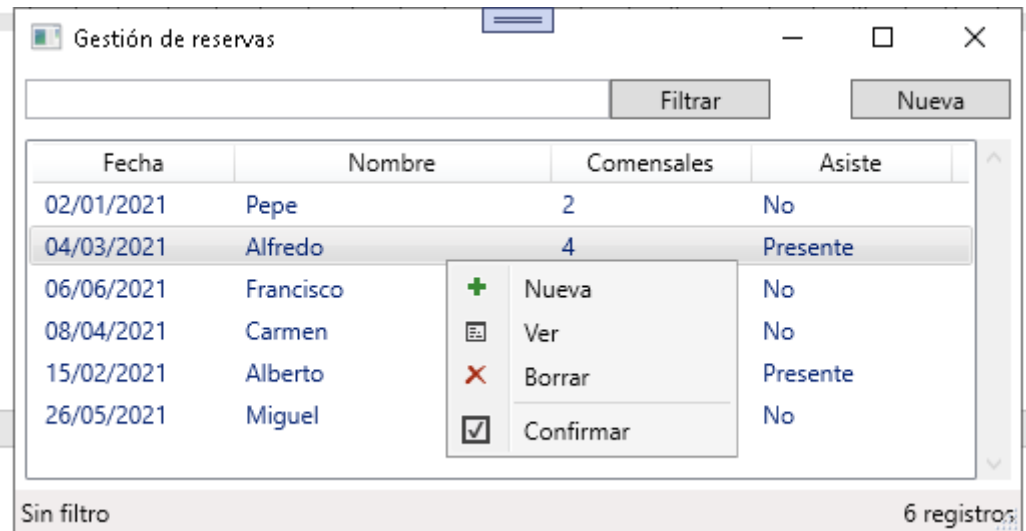 Gestión de reservas
Filtrar Nueva
Fecha Nombre Comensales Asiste
02/01/2021 Pepe 2 No
04/03/2021 Alfredo 4 Presente
06/06/2021 Francisco No
08/04/2021 Carmen No
15/02/2021 Alberto Presente
26/05/2021 Miguel No
Nueva
Ver
Borrar
Confirmar
Sin filtro 6 registros